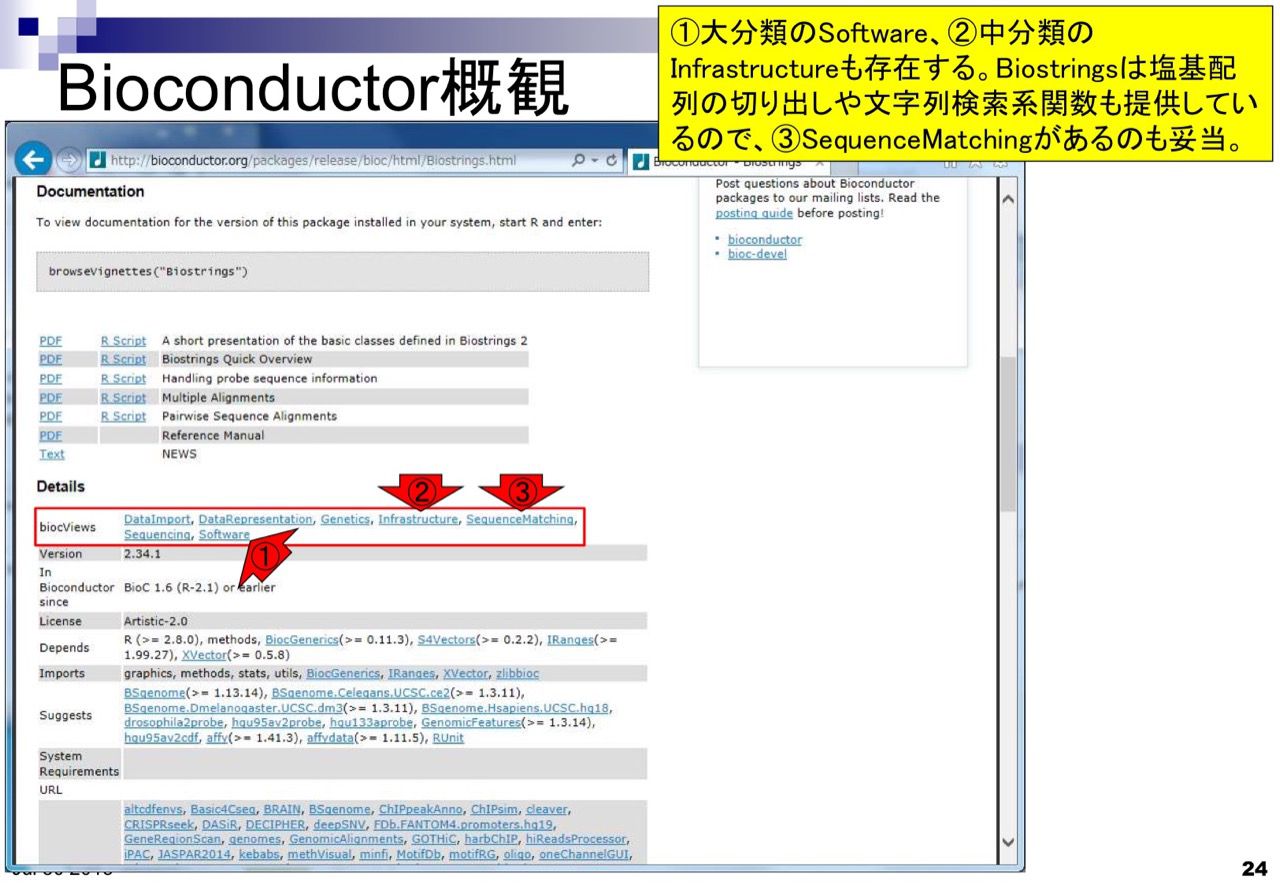 Bioconductor概観
①大分類のSoftware、②中分類の
Infrastructureも存在する。Biostringsは塩基配
列の切り出しや文字列検索系関数も提供してい
るので、③SequenceMatchingがあるのも妥当。
http://bioconductor.org/packages/release/bioc/html/Biostrings.html
Bioconductor - Biostrings
Documentation
To view documentation for the version of this package installed in your system, start R and enter:
browseVignettes("Biostrings")
PDF R Script A short presentation of the basic classes defined in Biostrings 2
PDF R Script Biostrings Quick Overview
PDF R Script Handling probe sequence information
PDF R Script Multiple Alignments
PDF R Script Pairwise Sequence Alignments
PDF Reference Manual
Text NEWS
Post questions about Bioconductor
packages to our mailing lists. Read the
posting guide before posting!
bioconductor
bioc-devel
Details
② ③
biocViews DataImport, DataRepresentation, Genetics, Infrastructure, SequenceMatching,
Sequencing, Software
①
Version 2.34.1
In
Bioconductor BioC 1.6 (R-2.1) or earlier
since
License Artistic-2.0
Depends R (>= 2.8.0), methods, BiocGenerics(>= 0.11.3), S4Vectors(>= 0.2.2), IRanges(>=
1.99.27), XVector(>= 0.5.8)
Imports graphics, methods, stats, utils, BiocGenerics, IRanges, XVector, zlibbioc
Suggests BSgenome(>= 1.13.14), BSgenome.Celegans.UCSC.ce2(>= 1.3.11),
BSgenome.Dmelanogaster.UCSC.dm3(>= 1.3.11), BSgenome.Hsapiens.UCSC.hg18,
drosophila2probe, hgu95av2probe, hgu133aprobe, GenomicFeatures(>= 1.3.14),
hgu95av2cdf, affy(>= 1.41.3), affydata(>= 1.11.5), RUnit
System
Requirements
URL
altcdfenvs, Basic4Cseq, BRAIN, BSgenome, ChIPpeakAnno, ChIPsim, cleaver,
CRISPRseek, DASiR, DECIPHER, deepSNV, FDb.FANTOM4.promoters.hg19,
GeneRegionScan, genomes, GenomicAlignments, GOTHiC, harbChIP, hiReadsProcessor,
iPAC, JASPAR2014, kebabs, methVisual, minfi, MotifDb, motifRG, oligo, oneChannelGUI,
24